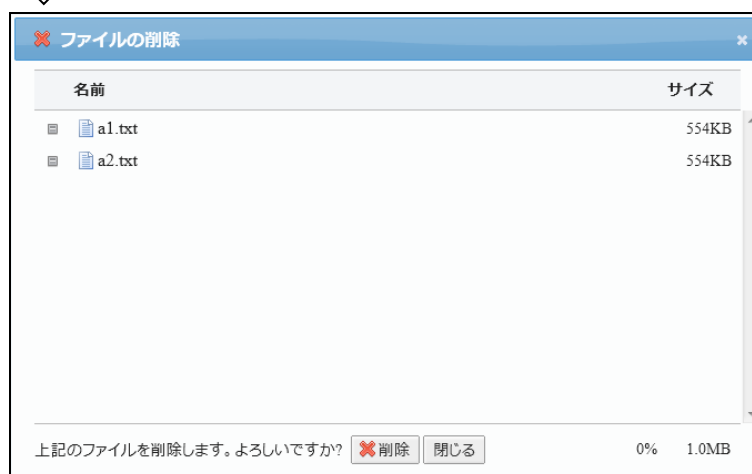 ファイルの削除
名前 サイズ
a1.txt 554KB
a2.txt 554KB
上記のファイルを削除します。よろしいですか? 削除 閉じる 0% 1.0MB